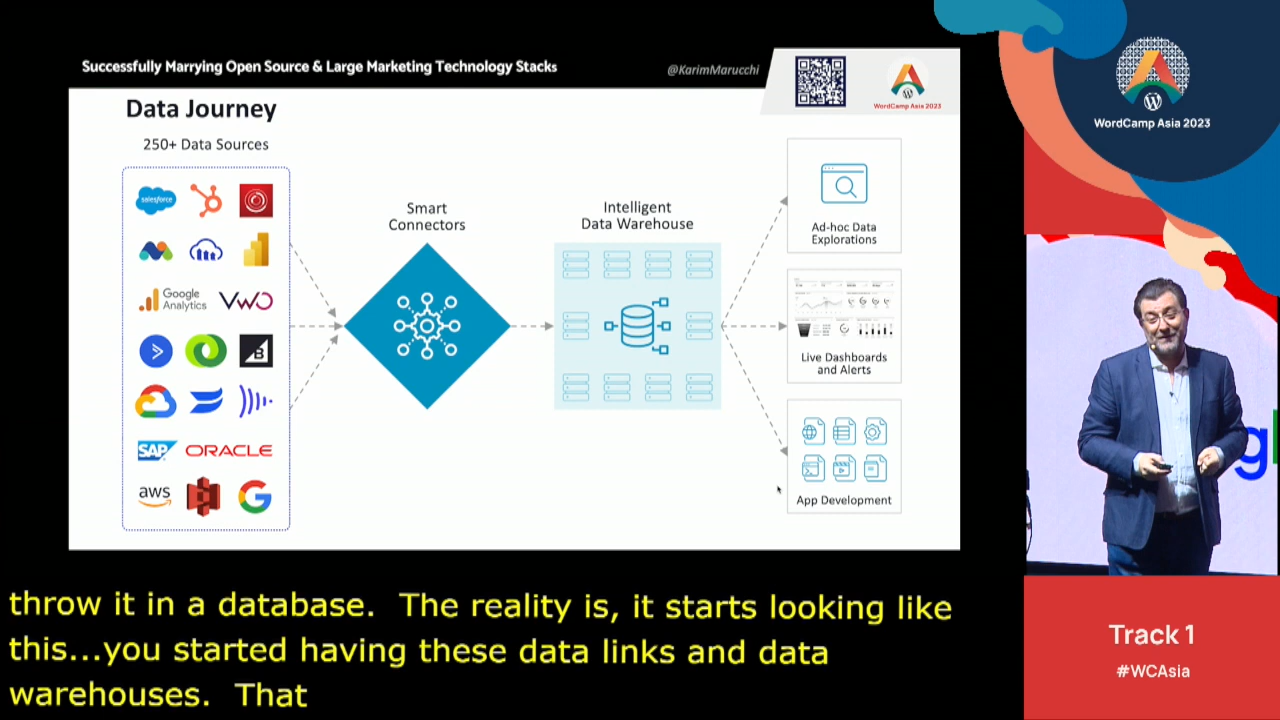 Successfully Marrying Open Source & Large Marketing Technology Stacks
@KarimMarucchi
WordCamp Asia 2023
Data Journey
250+ Data Sources
salesforce
Google
Analytics
VWO
SAP
ORACLE
aws
Smart
Connectors
Intelligent
Data Warehouse
Ad-hoc Data
Explorations
Live Dashboards
and Alerts
App Development
WordCamp Asia 2023
g
Track 1
#WCAsia
throw it in a database.  The reality is, it starts looking like
this...you started having these data links and data
warehouses.  That